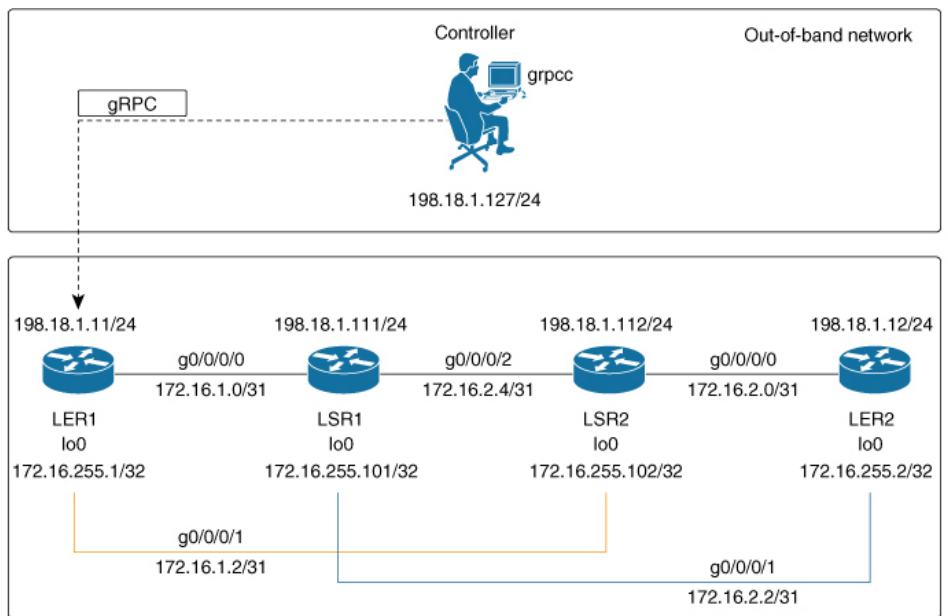 Controller
Out-of-band network
grpcc
gRPC
198.18.1.127/24
198.18.1.11/24
198.18.1.111/24
198.18.1.112/24
198.18.1.12/24
g0/0/0/0
g0/0/0/2
g0/0/0/0
172.16.1.0/31
172.16.2.4/31
172.16.2.0/31
LER1
LSR1
LSR2
LER2
lo0
lo0
lo0
lo0
172.16.255.1/32
172.16.255.101/32
172.16.255.102/32
172.16.255.2/32
g0/0/0/1
172.16.1.2/31
g0/0/0/1
172.16.2.2/31